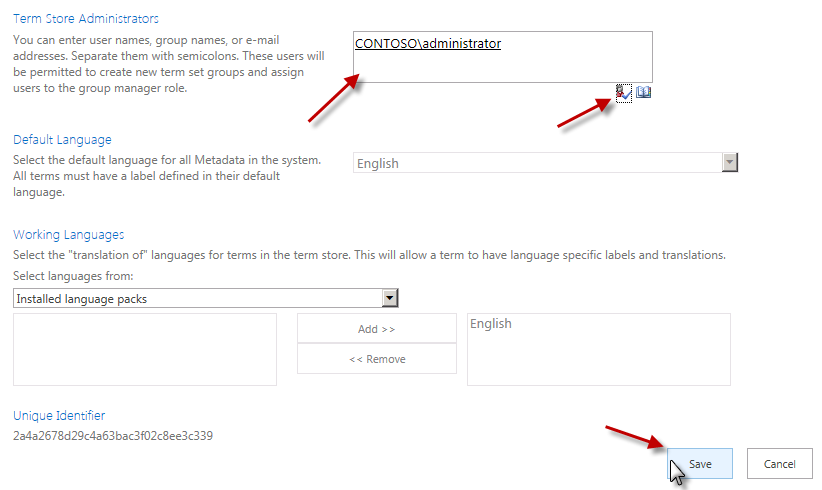 Term Store Administrators
You can enter user names, group names, or e-mail
addresses. Separate them with semicolons. These users will
be permitted to create new term set groups and assign
users to the group manager role.
CONTOSO\administrator
Default Language
Select the default language for all Metadata in the system.
All terms must have a label defined in their default
language.
English
Working Languages
Select the "translation of" languages for terms in the term store. This will allow a term to have language specific labels and translations.
Select languages from:
Installed language packs
Add >>
<< Remove
English
Unique Identifier
2a4a2678d29c4a63bac3f02c8ee3c339
Save
Cancel